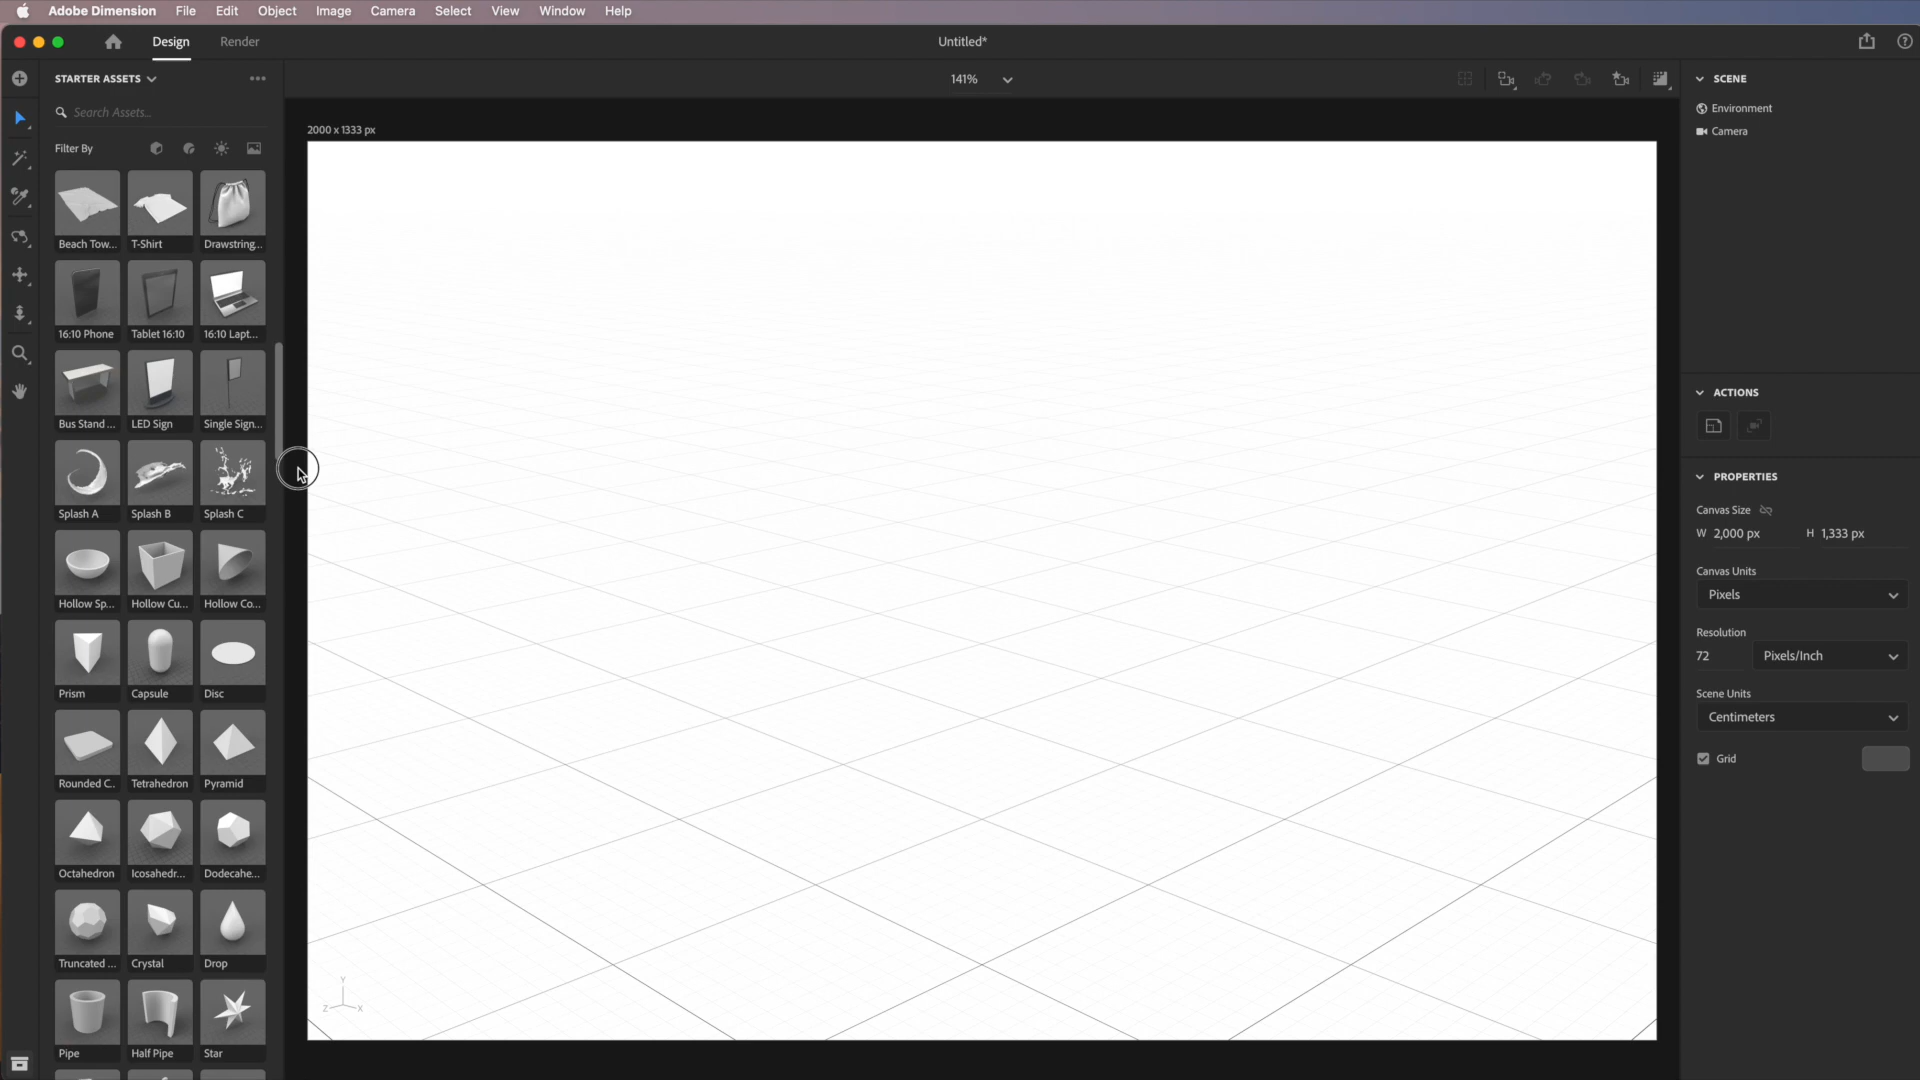 Adobe Dimension File Edit Object Image Camera Select View Window Help
Design Render Untitled*
STARTER ASSETS
141%
Search Assets...
Filter By
2000 x 1333 px
Beach Tow... T-Shirt Drawstring...
16:10 Phone Tablet 16:10 16:10 Lapt...
Bus Stand ... LED Sign Single Sign...
Splash A Splash B Splash C
Hollow Sp... Hollow Cu... Hollow Co...
Prism Capsule Disc
Rounded C... Tetrahedron Pyramid
Octahedron Icosahedr... Dodecahe...
Truncated ... Crystal Drop
Pipe Half Pipe Star
Y
Z X
SCENE
Environment
Camera
ACTIONS
PROPERTIES
Canvas Size
W 2,000 px H 1,333 px
Canvas Units
Pixels
Resolution
72 Pixels/Inch
Scene Units
Centimeters
Grid